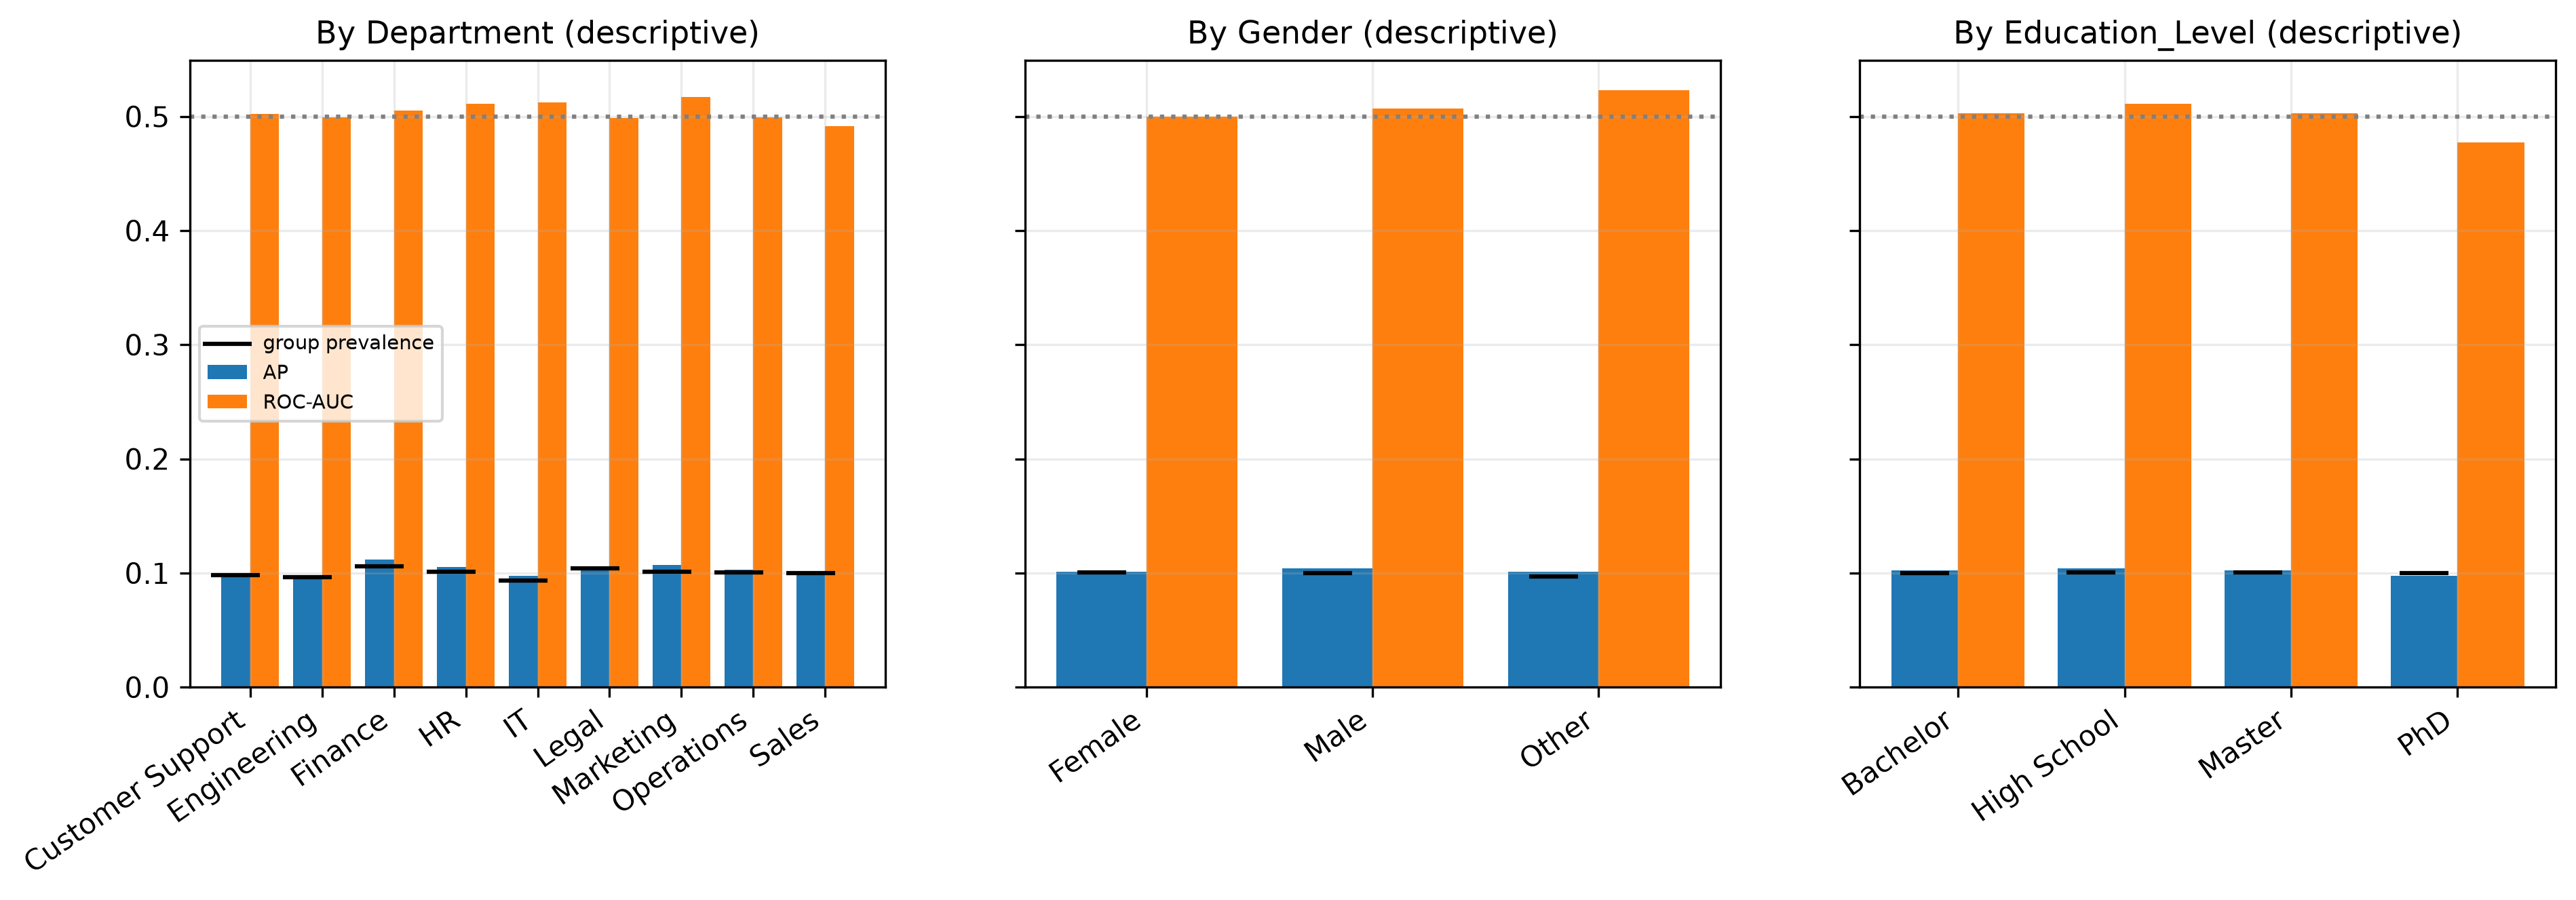 By Department (descriptive)
0.5
0.4
0.3
0.2
0.1
0.0
group prevalence
AP
ROC-AUC
Customer Support
Engineering
Finance
HR
IT
Legal
Marketing
Operations
Sales
By Gender (descriptive)
Female
Male
Other
By Education_Level (descriptive)
Bachelor
High School
Master
PhD